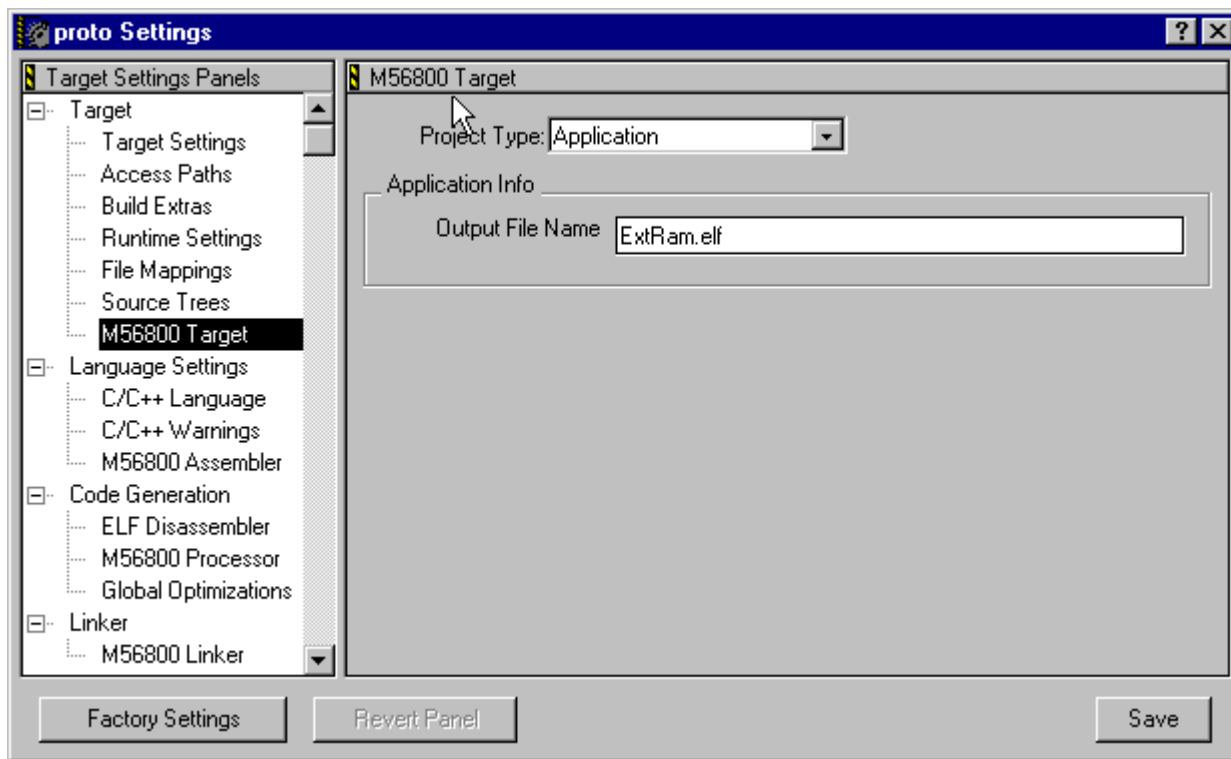 proto Settings
Target Settings Panels
Target
Target Settings
Access Paths
Build Extras
Runtime Settings
File Mappings
Source Trees
M56800 Target
Language Settings
C/C++ Language
C/C++ Warnings
M56800 Assembler
Code Generation
ELF Disassembler
M56800 Processor
Global Optimizations
Linker
M56800 Linker
M56800 Target
Project Type: Application
Application Info
Output File Name ExtRam.elf
Factory Settings
Revert Panel
Save